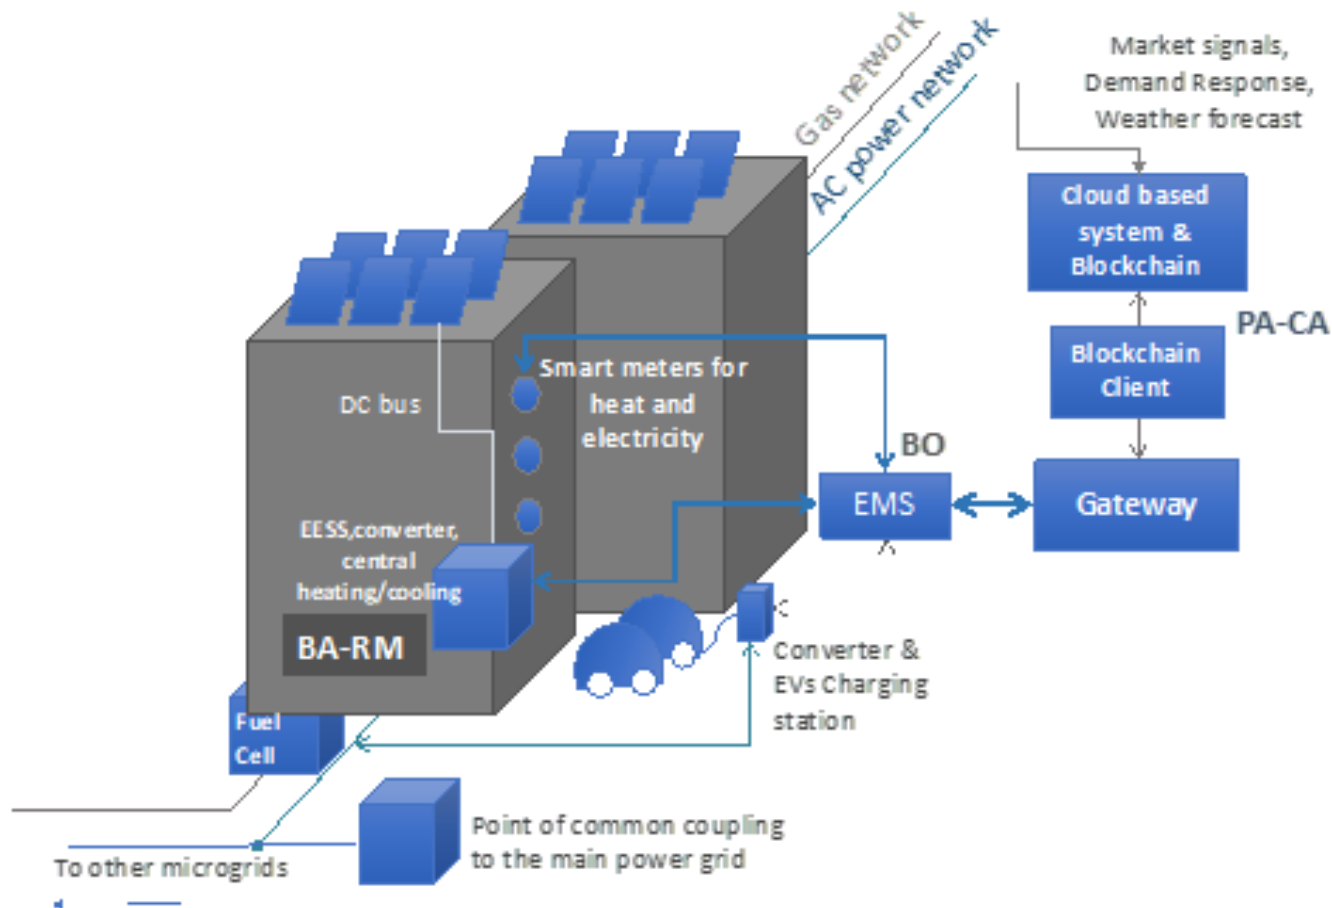 Gas network
AC power network
Market signals,
Demand Response,
Weather forecast
Cloud based
system &
Blockchain
PA-CA
Blockchain
Client
Smart meters for
heat and
electricity
DC bus
BO
EMS
Gateway
EESS,converter,
central
heating/cooling
BA-RM
Converter &
EVs Charging
station
Fuel
Cell
Point of common coupling
to the main power grid
To other microgrids